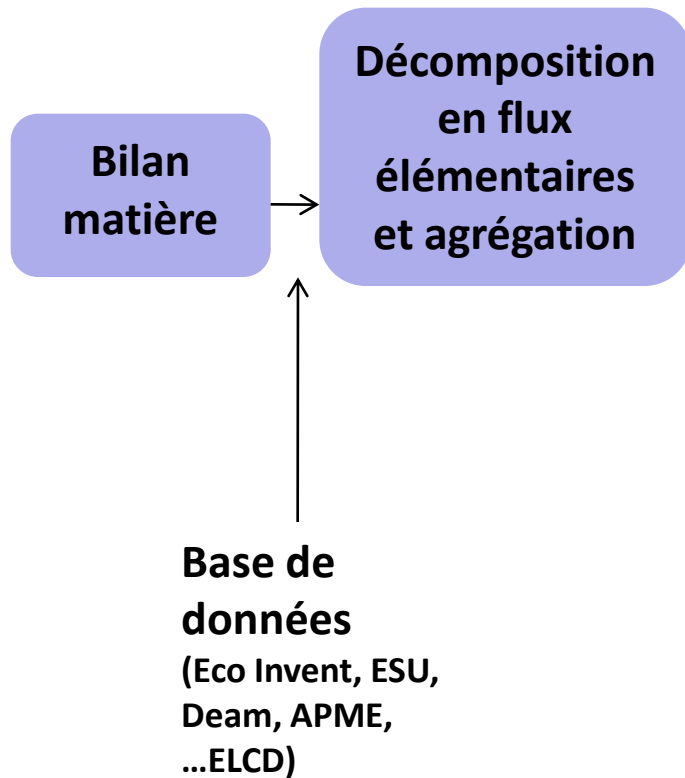 Bilan
matière
Décomposition
en flux
élémentaires
et agrégation
Base de
données
(Eco Invent, ESU,
Deam, APME,
...ELCD)